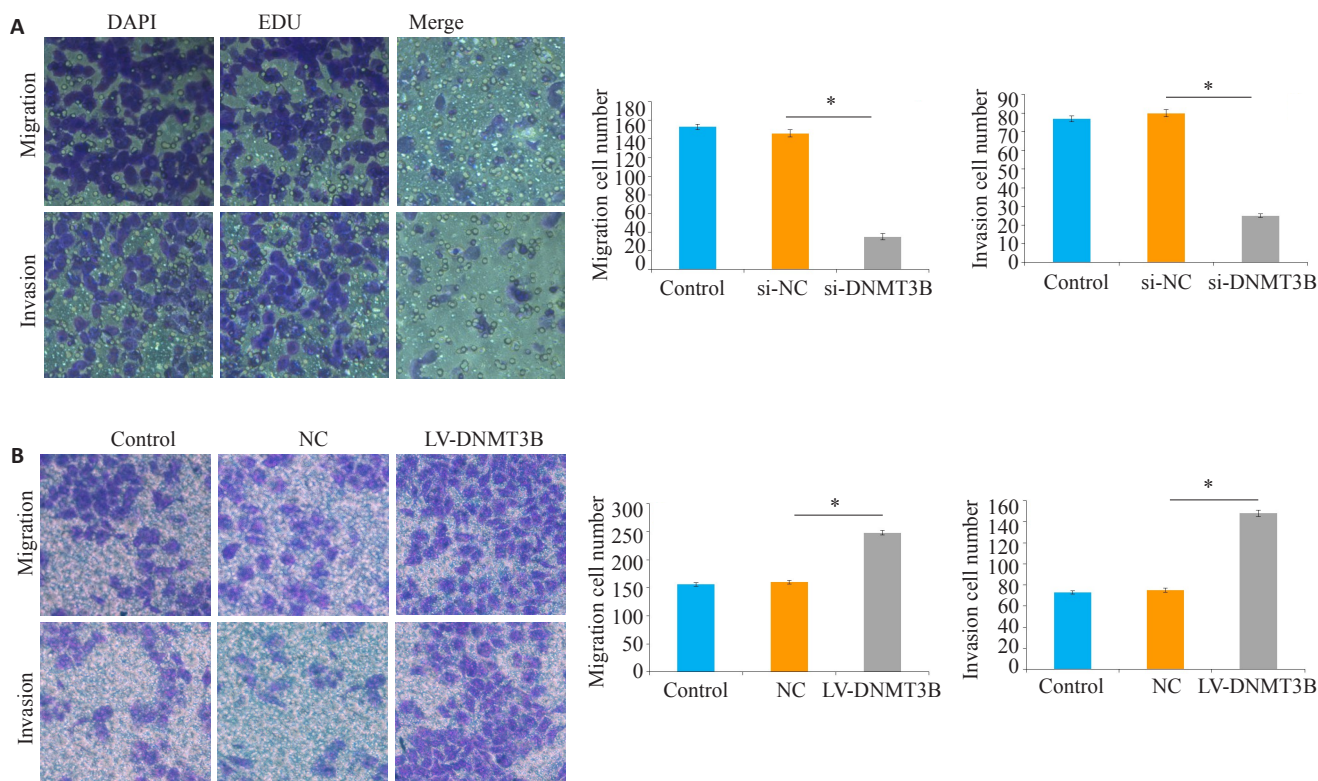 A
DAPI EDU Merge
Migration
Invasion
Migration cell number
180
160
140
120
100
80
60
40
20
0
*
Control si-NC si-DNMT3B
Invasion cell number
90
80
70
60
50
40
30
20
10
0
*
Control si-NC si-DNMT3B
B
Control NC LV-DNMT3B
Migration
Invasion
Migration cell number
300
250
200
150
100
50
0
*
Control NC LV-DNMT3B
Invasion cell number
160
140
120
100
80
60
40
20
0
*
Control NC LV-DNMT3B